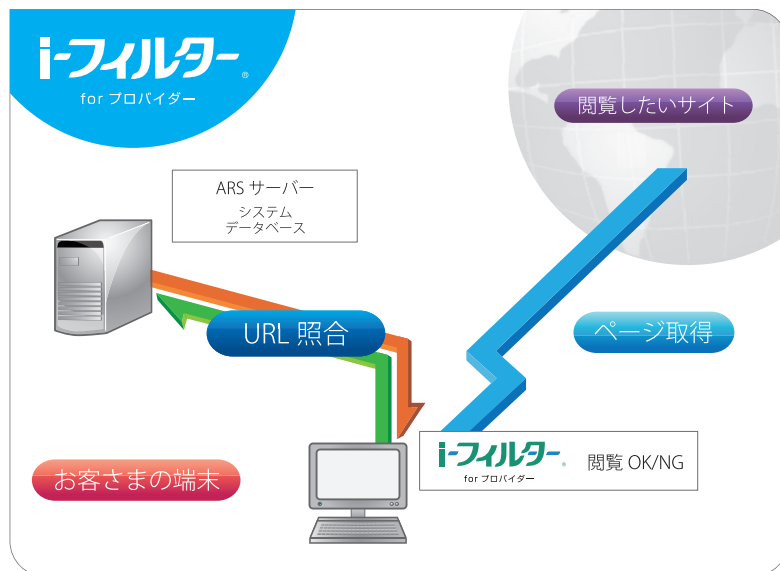 i-フィルター®
for プロバイダー
閲覧したいサイト
ARS サーバー
システム
データベース
URL 照合
ページ取得
お客さまの端末
i-フィルター®
for プロバイダー
閲覧 OK/NG